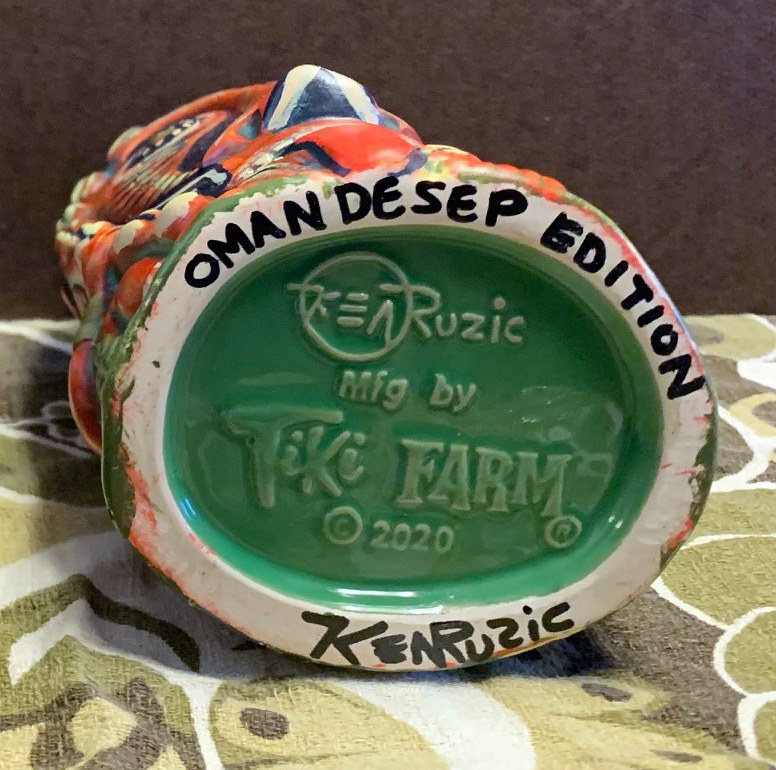 OMAN DESEP EDITION
KEN RUZIC
Mfg by
TiKi FARM ®
© 2020
KENRUZIC